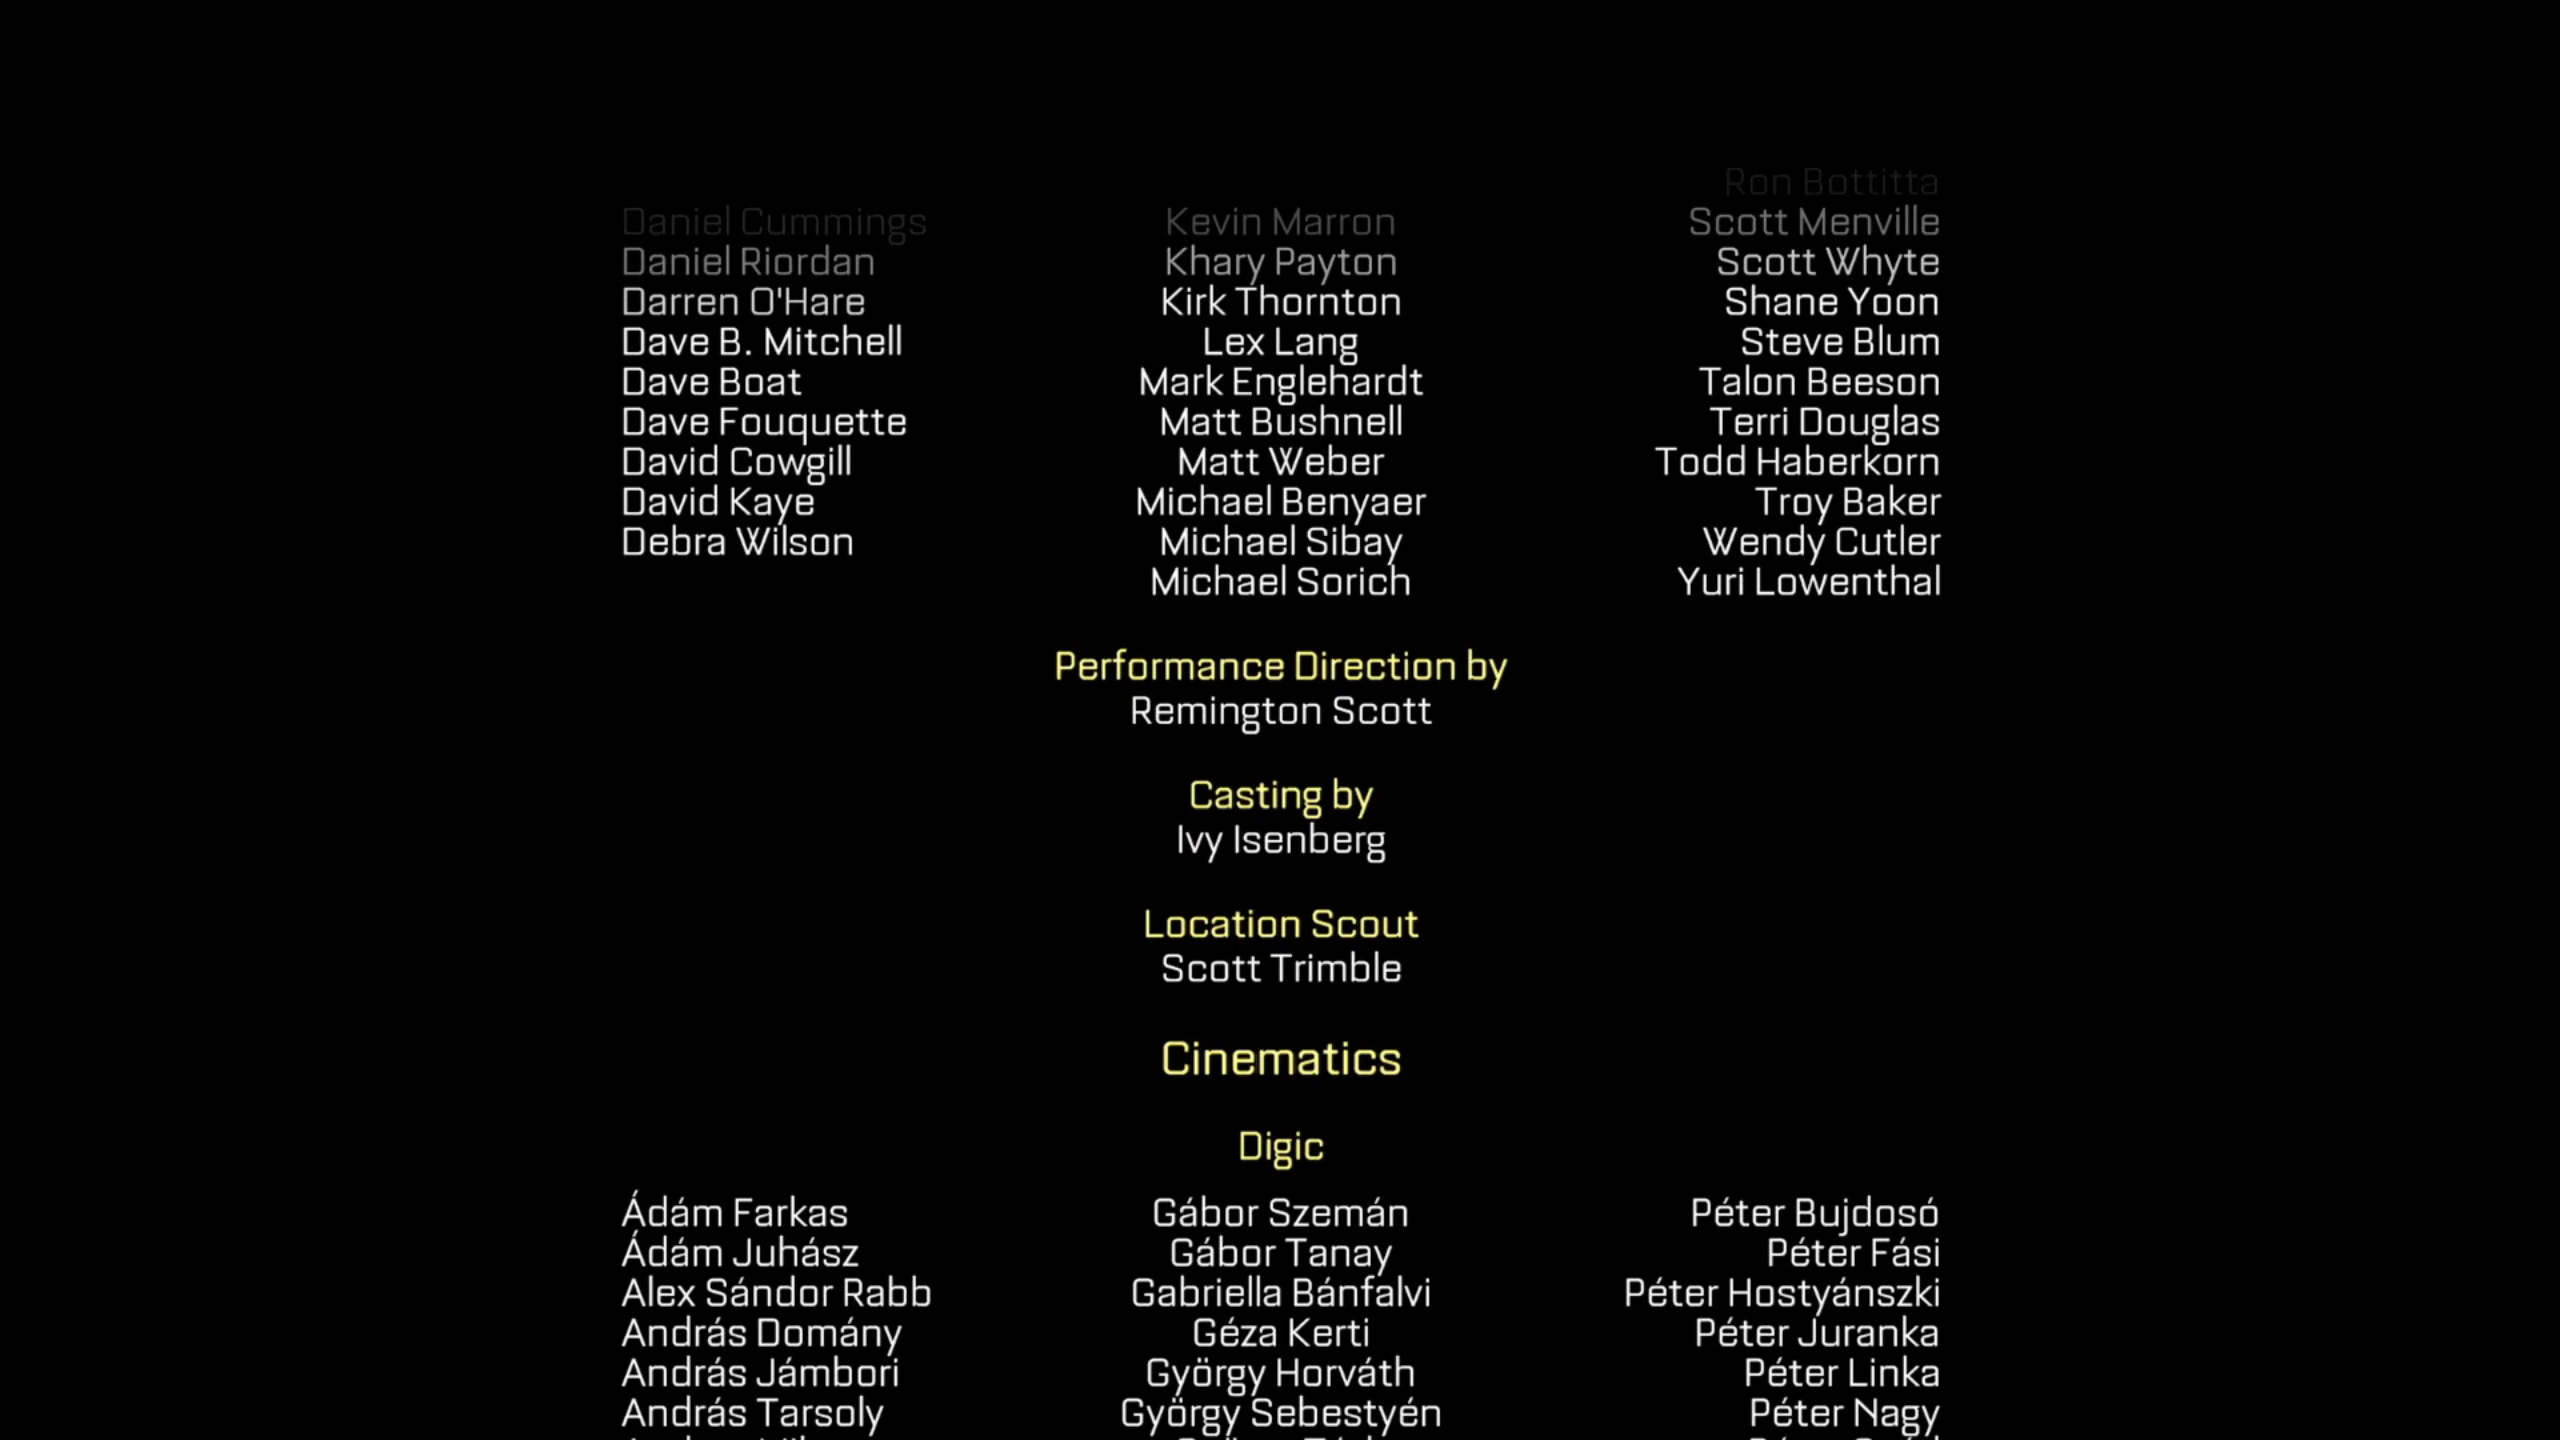 Ron Bottitta
Daniel Cummings Kevin Marron Scott Menville
Daniel Riordan Khary Payton Scott Whyte
Darren O'Hare Kirk Thornton Shane Yoon
Dave B. Mitchell Lex Lang Steve Blum
Dave Boat Mark Englehardt Talon Beeson
Dave Fouquette Matt Bushnell Terri Douglas
David Cowgill Matt Weber Todd Haberkorn
David Kaye Michael Benyaer Troy Baker
Debra Wilson Michael Sibay Wendy Cutler
Michael Sorich Yuri Lowenthal
Performance Direction by
Remington Scott
Casting by
Ivy Isenberg
Location Scout
Scott Trimble
Cinematics
Digic
Ádám Farkas Gábor Szemán Péter Bujdosó
Ádám Juhász Gábor Tanay Péter Fási
Alex Sándor Rabb Gabriella Bánfalvi Péter Hostyánszki
András Domány Géza Kerti Péter Juranka
András Jámbori György Horváth Péter Linka
András Tarsoly György Sebestyén Péter Nagy